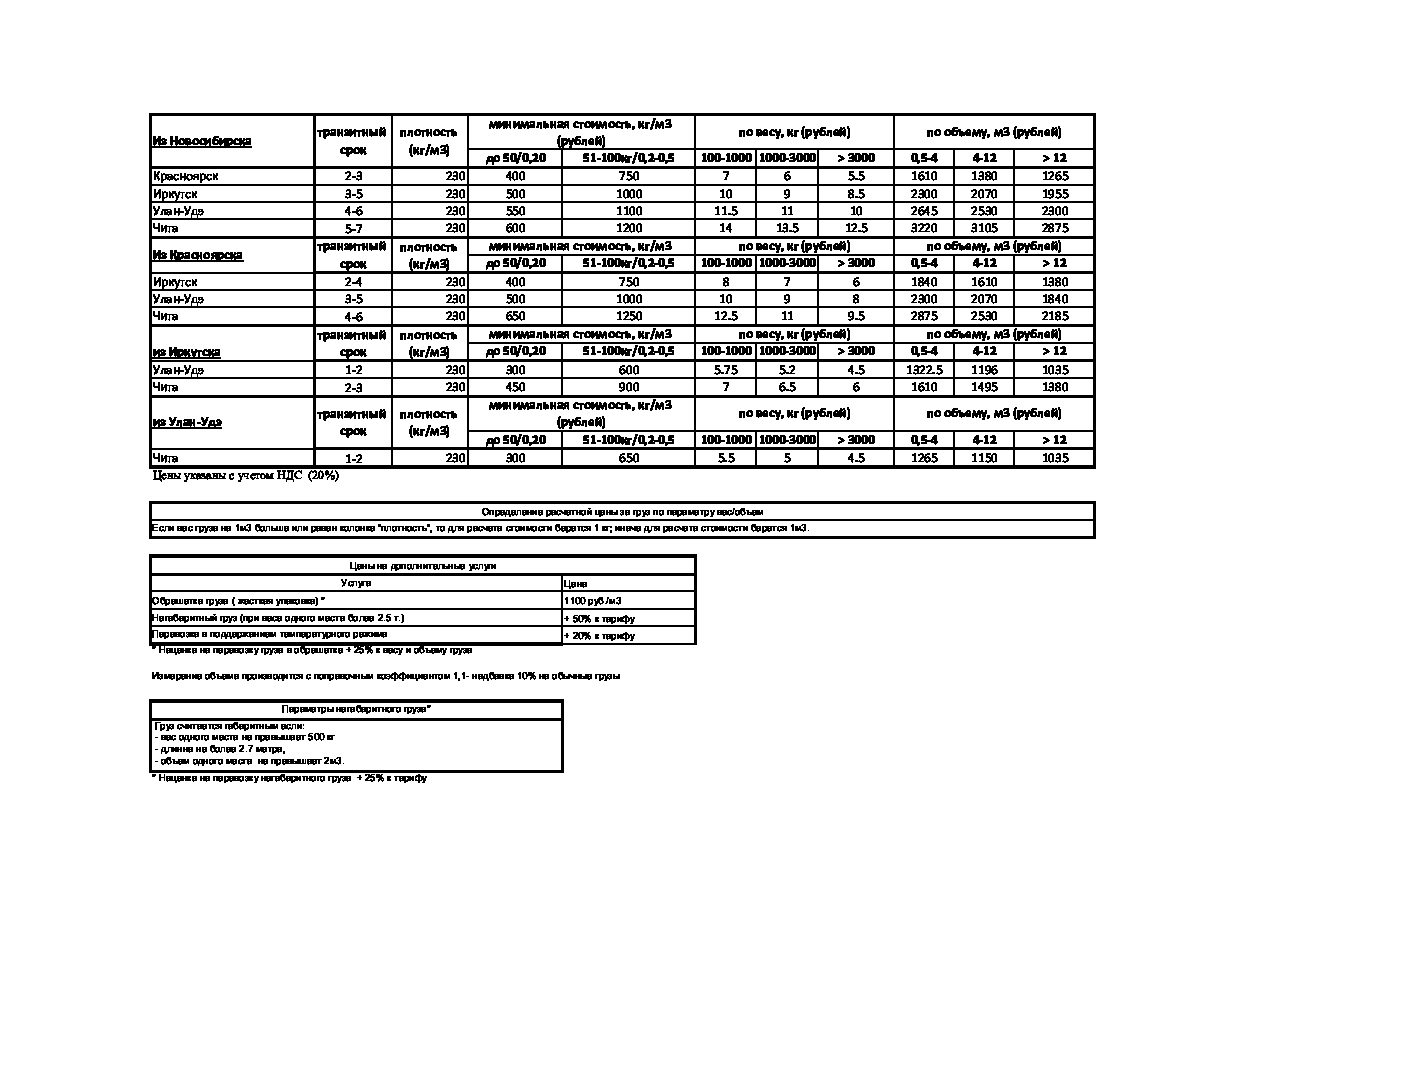 Из Новосибирска транзитный срок плотность (кг/м3) минимальная стоимость, кг/м3 (рублей) по весу, кг (рублей) по объему, м3 (рублей)
до 50/0,20 51-100кг/0,2-0,5 100-1000 1000-3000 > 3000 0,5-4 4-12 > 12
Красноярск 2-3 230 400 750 7 6 5.5 1610 1380 1265
Иркутск 3-5 230 500 1000 10 9 8.5 2300 2070 1955
Улан-Удэ 4-6 230 550 1100 11.5 11 10 2645 2530 2300
Чита 5-7 230 600 1200 14 13.5 12.5 3220 3105 2875
Из Красноярска транзитный срок плотность (кг/м3) минимальная стоимость, кг/м3 по весу, кг (рублей) по объему, м3 (рублей)
до 50/0,20 51-100кг/0,2-0,5 100-1000 1000-3000 > 3000 0,5-4 4-12 > 12
Иркутск 2-4 230 400 750 8 7 6 1840 1610 1380
Улан-Удэ 3-5 230 500 1000 10 9 8 2300 2070 1840
Чита 4-6 230 650 1250 12.5 11 9.5 2875 2530 2185
из Иркутска транзитный срок плотность (кг/м3) минимальная стоимость, кг/м3 по весу, кг (рублей) по объему, м3 (рублей)
до 50/0,20 51-100кг/0,2-0,5 100-1000 1000-3000 > 3000 0,5-4 4-12 > 12
Улан-Удэ 1-2 230 300 600 5.75 5.2 4.5 1322.5 1196 1035
Чита 2-3 230 450 900 7 6.5 6 1610 1495 1380
из Улан-Удэ транзитный срок плотность (кг/м3) минимальная стоимость, кг/м3 (рублей) по весу, кг (рублей) по объему, м3 (рублей)
до 50/0,20 51-100кг/0,2-0,5 100-1000 1000-3000 > 3000 0,5-4 4-12 > 12
Чита 1-2 230 300 650 5.5 5 4.5 1265 1150 1035
Цены указаны с учетом НДС (20%)
Определение расчетной цены за груз по параметру вес/объем
Если вес груза на 1м3 больше или равен колонке "плотность", то для расчета стоимости берется 1 кг; иначе для расчета стоимости берется 1м3.
Цены на дополнительные услуги
Услуга Цена
Обрешетка груза ( жесткая упаковка) * 1100 руб /м3
Негабаритный груз (при весе одного места более 2.5 т.) + 50% к тарифу
Перевозка в поддержанием температурного режима + 20% к тарифу
* Наценка на перевозку груза в обрешетке + 25% к весу и объему груза
Измерение объема производится с поправочным коэффициентом 1,1- надбавка 10% на обычные грузы
Параметры негабаритного груза*
Груз считается габаритным если:
- вес одного места не превышает 500 кг
- длинна не более 2.7 метра,
- объем одного места не превышает 2м3.
* Наценка на перевозку негабаритного груза + 25% к тарифу